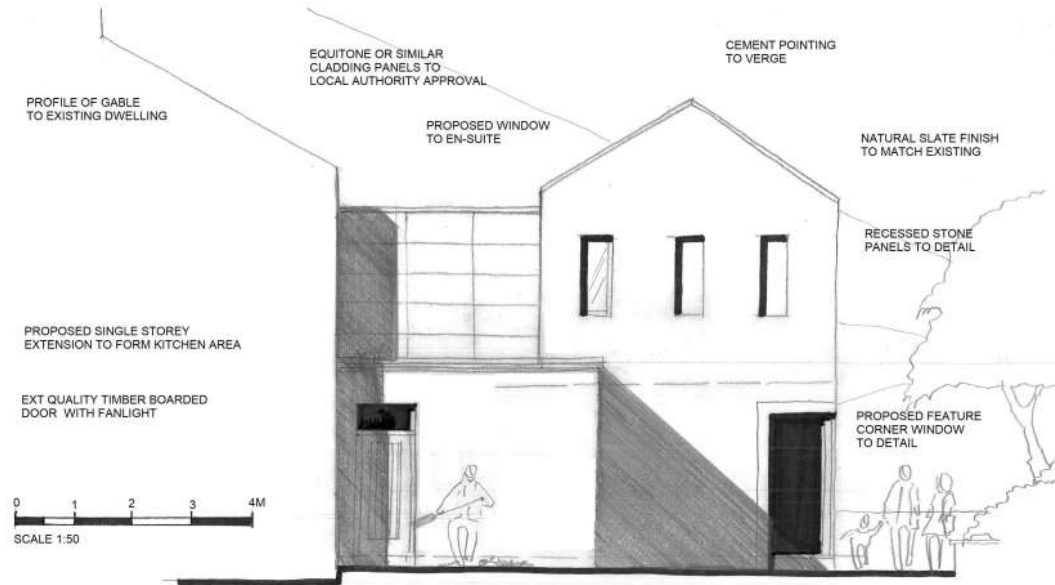 EQUITONE OR SIMILAR
CLADDING PANELS TO
LOCAL AUTHORITY APPROVAL
CEMENT POINTING
TO VERGE
PROFILE OF GABLE
TO EXISTING DWELLING
PROPOSED WINDOW
TO EN-SUITE
NATURAL SLATE FINISH
TO MATCH EXISTING
RECESSED STONE
PANELS TO DETAIL
PROPOSED SINGLE STOREY
EXTENSION TO FORM KITCHEN AREA
EXT QUALITY TIMBER BOARDED
DOOR WITH FANLIGHT
PROPOSED FEATURE
CORNER WINDOW
TO DETAIL
0 1 2 3 4M
SCALE 1:50